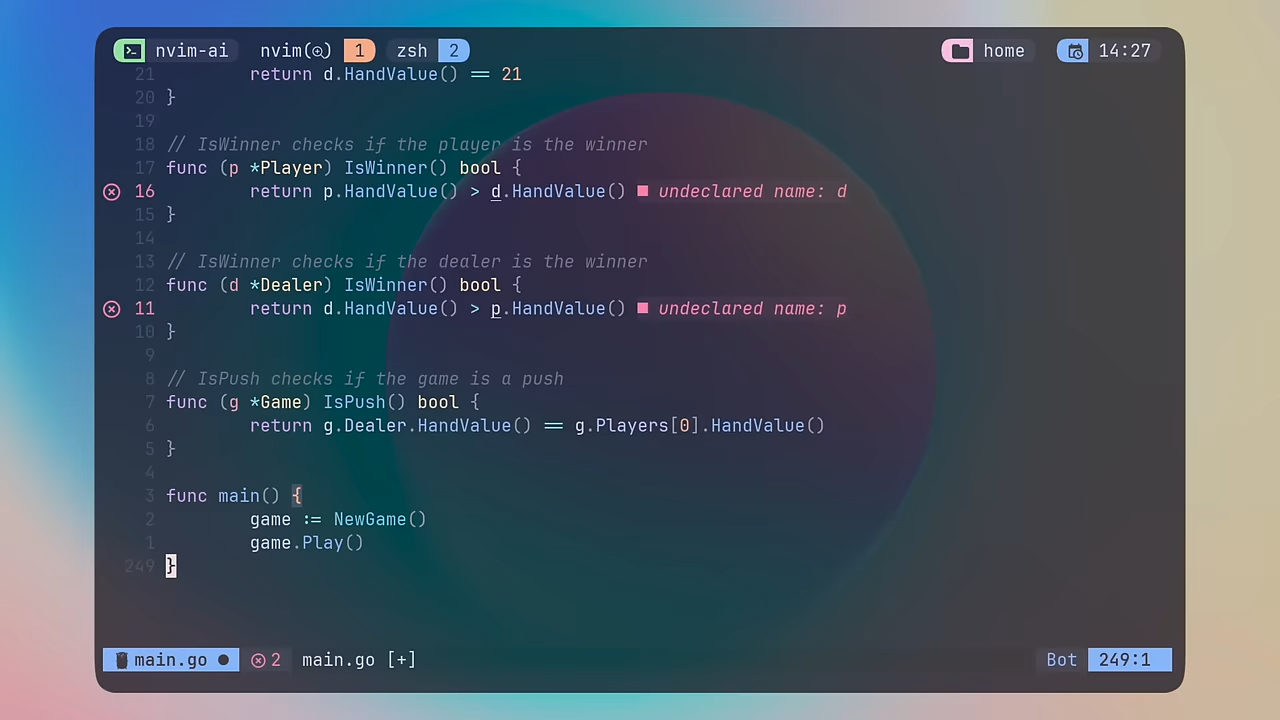 nvim-ai nvim(⊕) 1 zsh 2 home 14:27
21 return d.HandValue() == 21
20 }
19
18 // IsWinner checks if the player is the winner
17 func (p *Player) IsWinner() bool {
16 return p.HandValue() > d.HandValue() ■ undeclared name: d
15 }
14
13 // IsWinner checks if the dealer is the winner
12 func (d *Dealer) IsWinner() bool {
11 return d.HandValue() > p.HandValue() ■ undeclared name: p
10 }
9
8 // IsPush checks if the game is a push
7 func (g *Game) IsPush() bool {
6 return g.Dealer.HandValue() == g.Players[0].HandValue()
5 }
4
3 func main() {
2 game := NewGame()
1 game.Play()
249 }
main.go ● 2 main.go [+] Bot 249:1